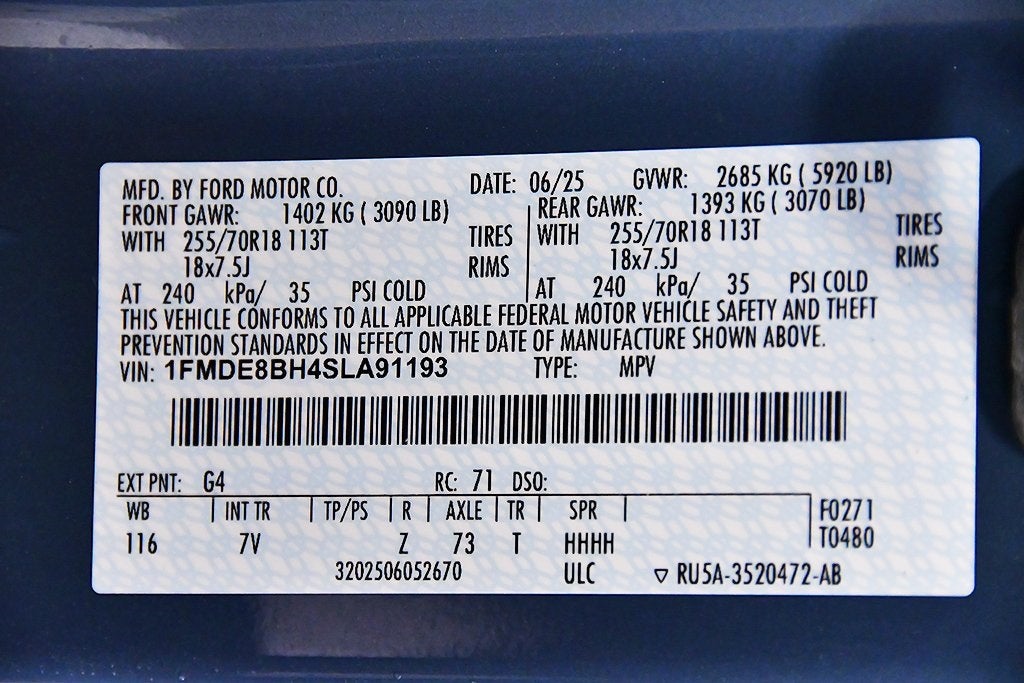 MFD. BY FORD MOTOR CO. DATE: 06/25 GVWR: 2685 KG ( 5920 LB)
FRONT GAWR: 1402 KG ( 3090 LB) REAR GAWR: 1393 KG ( 3070 LB)
WITH 255/70R18 113T TIRES WITH 255/70R18 113T TIRES
18x7.5J RIMS 18x7.5J RIMS
AT 240 kPa/ 35 PSI COLD AT 240 kPa/ 35 PSI COLD
THIS VEHICLE CONFORMS TO ALL APPLICABLE FEDERAL MOTOR VEHICLE SAFETY AND THEFT
PREVENTION STANDARDS IN EFFECT ON THE DATE OF MANUFACTURE SHOWN ABOVE.
VIN: 1FMDE8BH4SLA91193 TYPE: MPV
EXT PNT: G4 RC: 71 DSO:
WB INT TR TP/PS R AXLE TR SPR F0271
116 7V Z 73 T HHHH T0480
3202506052670 ULC ▽ RU5A-3520472-AB